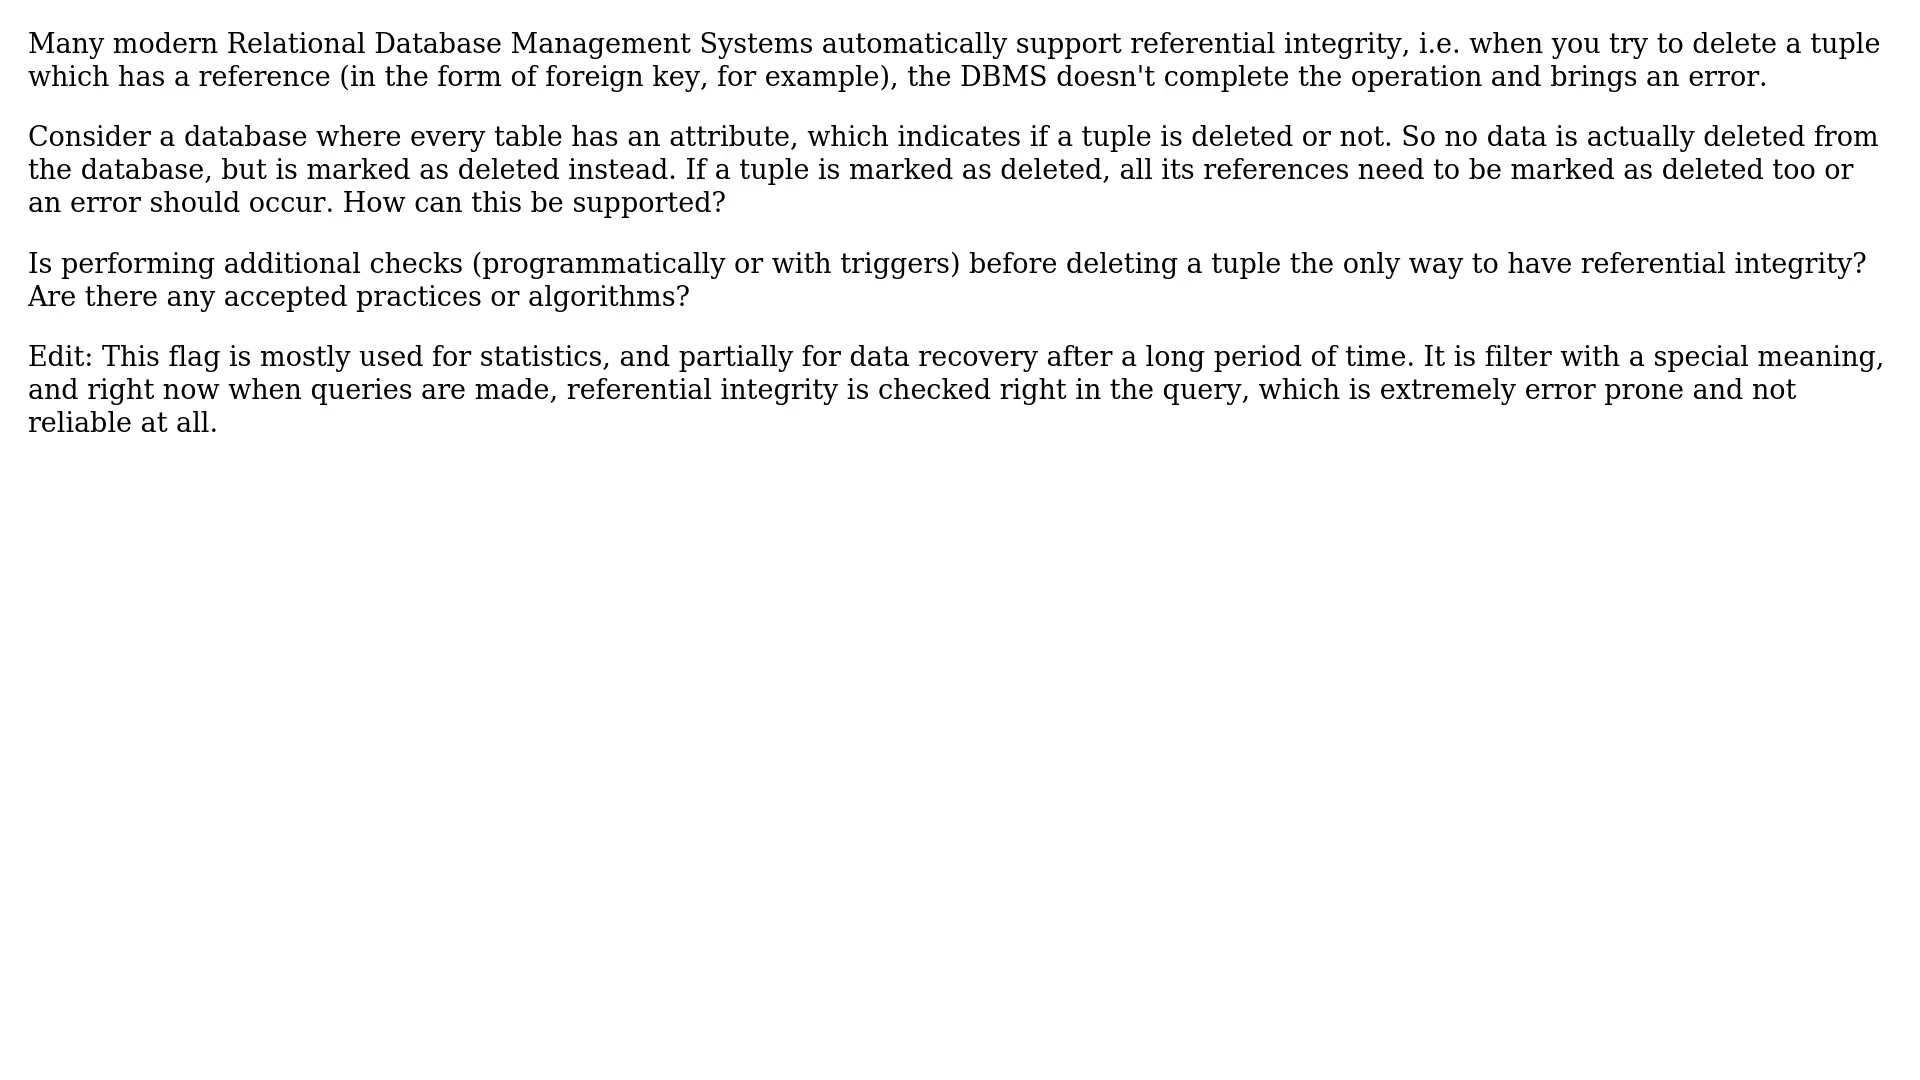 Many modern Relational Database Management Systems automatically support referential integrity, i.e. when you try to delete a tuple
which has a reference (in the form of foreign key, for example), the DBMS doesn't complete the operation and brings an error.
Consider a database where every table has an attribute, which indicates if a tuple is deleted or not. So no data is actually deleted from
the database, but is marked as deleted instead. If a tuple is marked as deleted, all its references need to be marked as deleted too or
an error should occur. How can this be supported?
Is performing additional checks (programmatically or with triggers) before deleting a tuple the only way to have referential integrity?
Are there any accepted practices or algorithms?
Edit: This flag is mostly used for statistics, and partially for data recovery after a long period of time. It is filter with a special meaning,
and right now when queries are made, referential integrity is checked right in the query, which is extremely error prone and not
reliable at all.